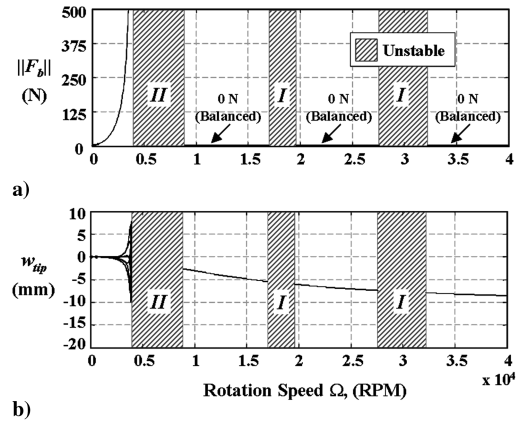 500
375
||F_b||
250
(N)
125
0
Unstable
II
I
I
0 N
(Balanced)
0 N
(Balanced)
0 N
(Balanced)
0 0.5 1 1.5 2 2.5 3 3.5 4
a)
10
5
0
w_tip
-5
(mm)
-10
-15
-20
II
I
I
0 0.5 1 1.5 2 2.5 3 3.5 4
x 10^4
Rotation Speed Ω, (RPM)
b)